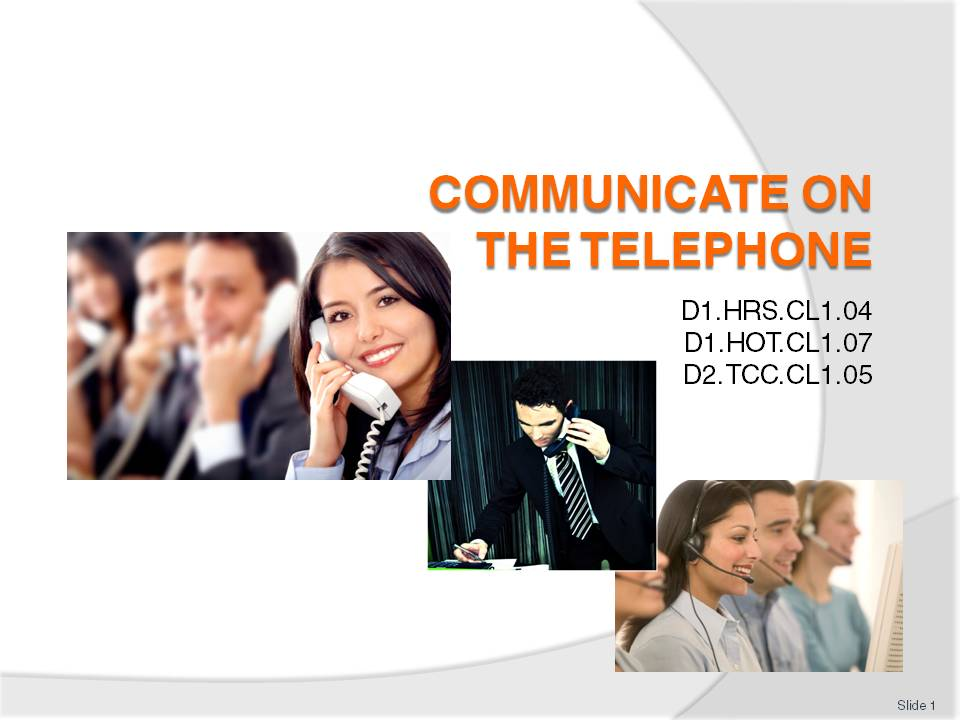 COMMUNICATE ON
THE TELEPHONE
D1.HRS.CL1.04
D1.HOT.CL1.07
D2.TCC.CL1.05
Slide 1